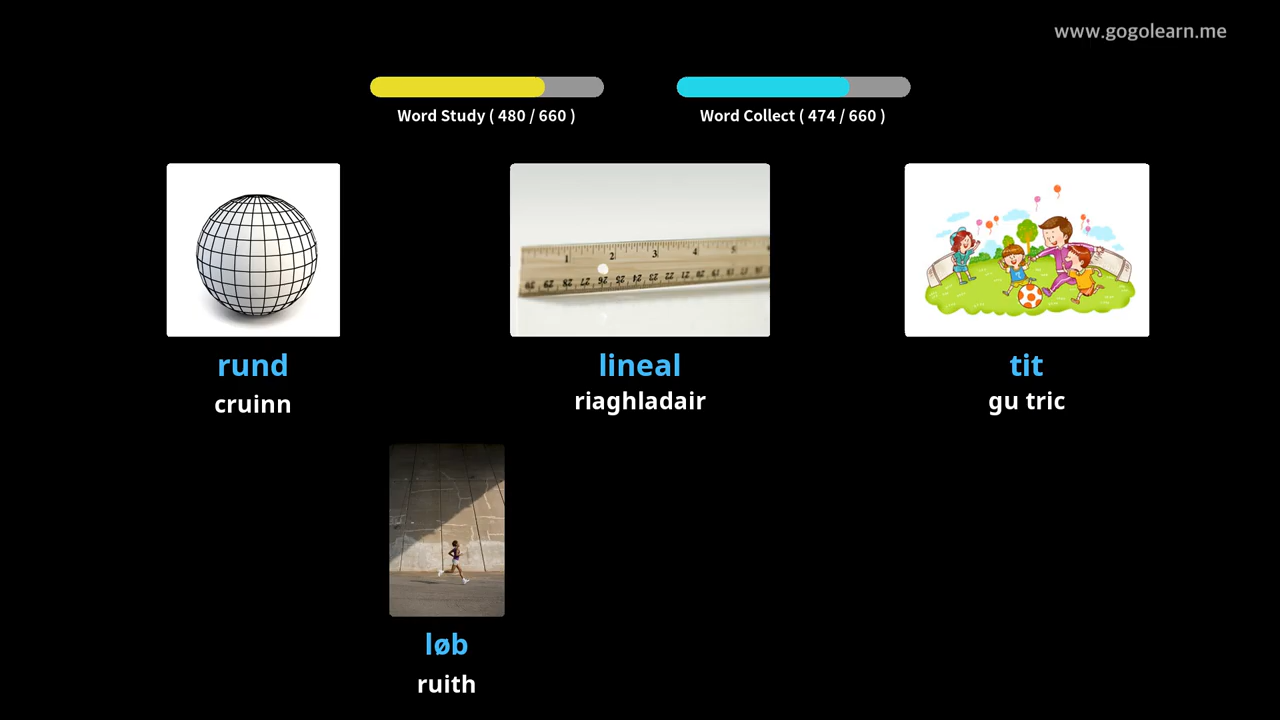 www.gogolearn.me
Word Study ( 480 / 660 )
Word Collect ( 474 / 660 )
rund
cruinn
lineal
riaghladair
tit
gu tric
løb
ruith